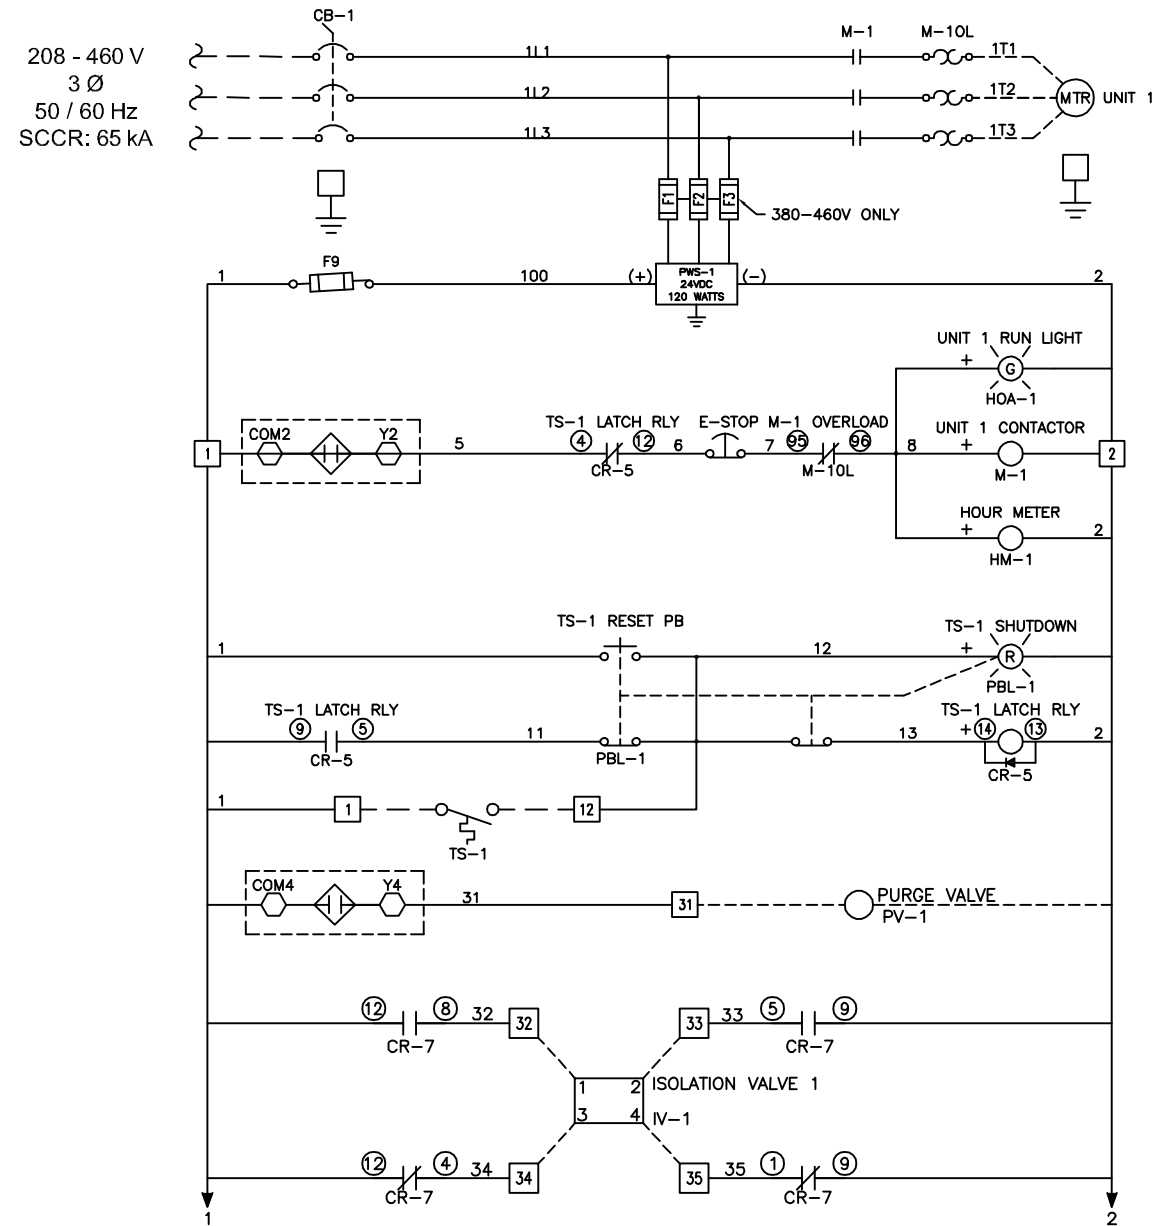 CB-1
M-1 M-10L
208 - 460 V
3 Ø
50 / 60 Hz
SCCR: 65 kA
1L1 1T1
1L2 1T2
MTR UNIT 1
1L3 1T3
F1 F2 F3
380-460V ONLY
F9
1 100 (+) PWS-1 (-) 2
24VDC
120 WATTS
UNIT 1 RUN LIGHT
+ G
HOA-1
TS-1 LATCH RLY E-STOP M-1 OVERLOAD UNIT 1 CONTACTOR
COM2 Y2 5 4 12 6 7 95 96 8 +
1 2
CR-5 M-10L M-1
HOUR METER
+ 2
HM-1
TS-1 RESET PB TS-1 SHUTDOWN
1 12 + R
PBL-1
TS-1 LATCH RLY TS-1 LATCH RLY
9 5 11 13 + 14 13 2
CR-5 PBL-1 CR-5
1 1 12
TS-1
COM4 Y4 31 31 PURGE VALVE
PV-1
12 8 32 32 33 33 5 9
CR-7 CR-7
1 2 ISOLATION VALVE 1
3 4 IV-1
12 4 34 34 35 35 1 9
CR-7 CR-7
1 2